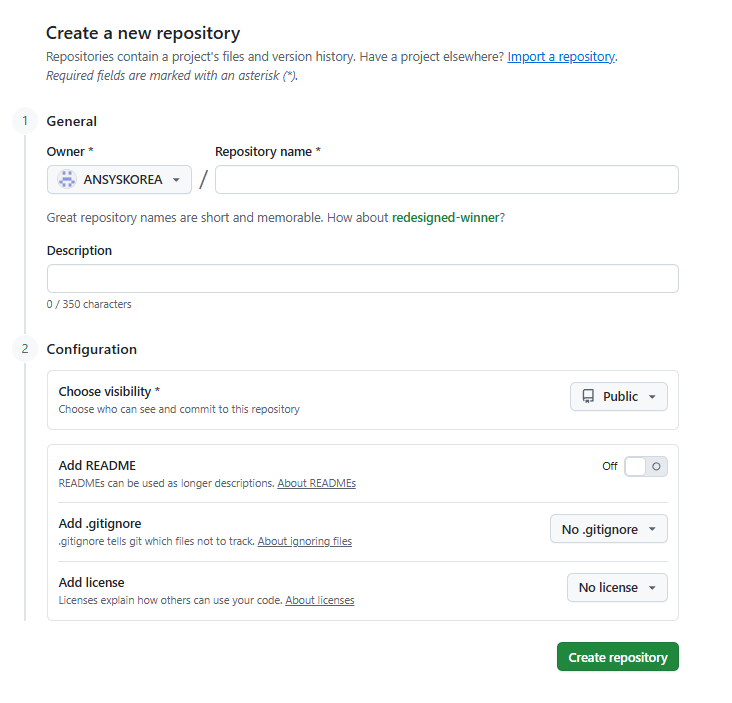 Create a new repository
Repositories contain a project's files and version history. Have a project elsewhere? Import a repository.
Required fields are marked with an asterisk (*).
1 General
Owner * Repository name *
ANSYSKOREA /
Great repository names are short and memorable. How about redesigned-winner?
Description
0 / 350 characters
2 Configuration
Choose visibility *
Choose who can see and commit to this repository
Public
Add README
READMEs can be used as longer descriptions. About READMEs
Off
Add .gitignore
.gitignore tells git which files not to track. About ignoring files
No .gitignore
Add license
Licenses explain how others can use your code. About licenses
No license
Create repository